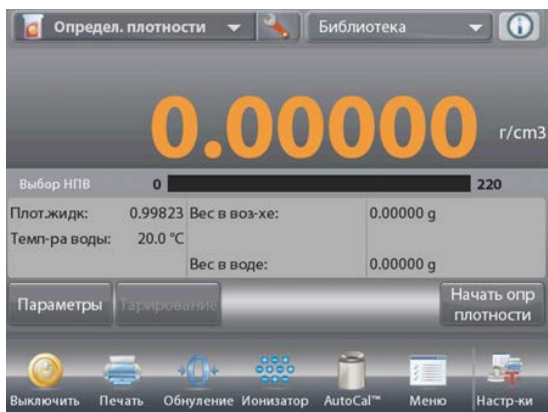 Определ. плотности Библиотека
0.00000 г/cm3
Выбор НПВ 0 220
Плот.жидк: 0.99823 Вес в воз-хе: 0.00000 g
Темп-ра воды: 20.0 °C
Вес в воде: 0.00000 g
Параметры Тарирование Начать опр
плотности
Выключить Печать Обнуление Ионизатор AutoCal™ Меню Настр-ки